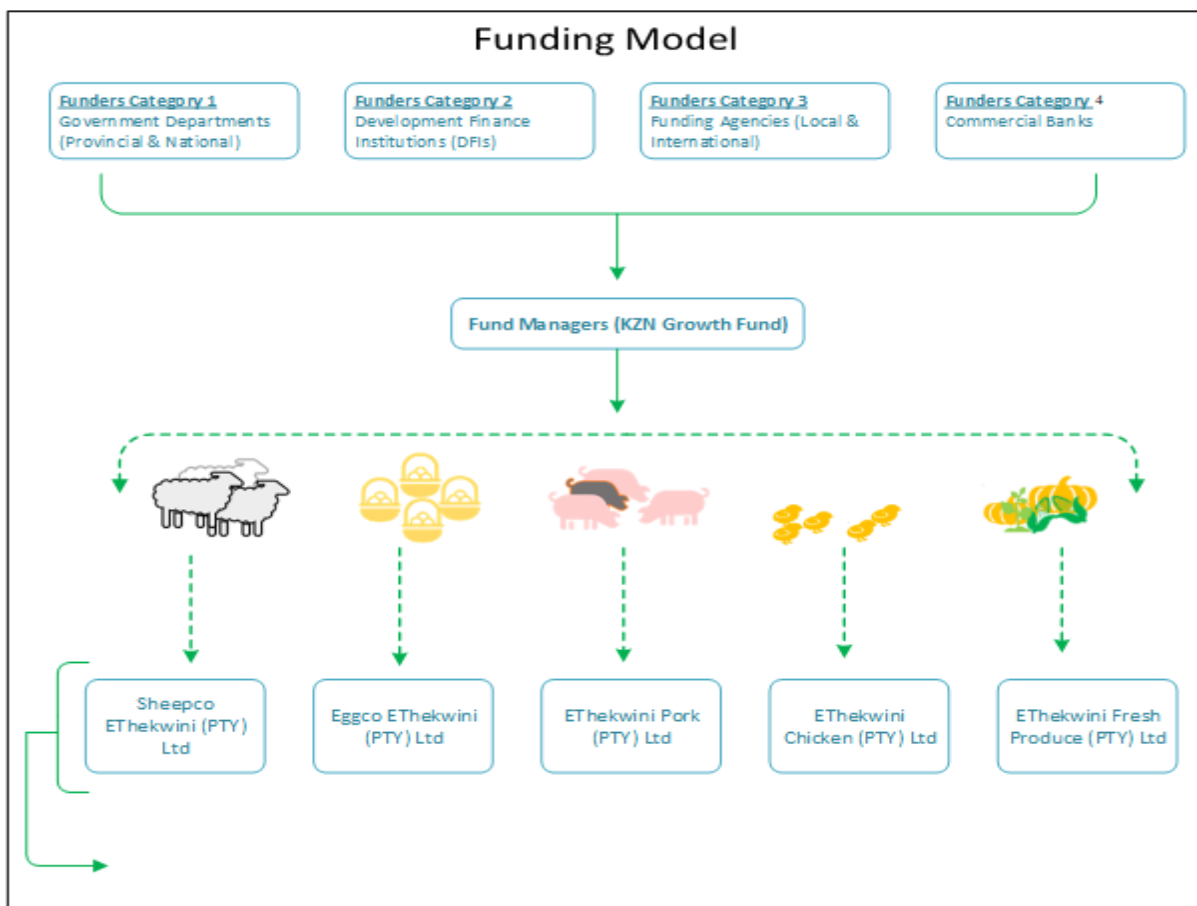 Funding Model
Funders Category 1
Government Departments
(Provincial & National)
Funders Category 2
Development Finance
Institutions (DFIs)
Funders Category 3
Funding Agencies (Local &
International)
Funders Category 4
Commercial Banks
Fund Managers (KZN Growth Fund)
Sheepco
EThekwini (PTY)
Ltd
Eggco EThekwini
(PTY) Ltd
EThekwini Pork
(PTY) Ltd
EThekwini
Chicken (PTY) Ltd
EThekwini Fresh
Produce (PTY) Ltd